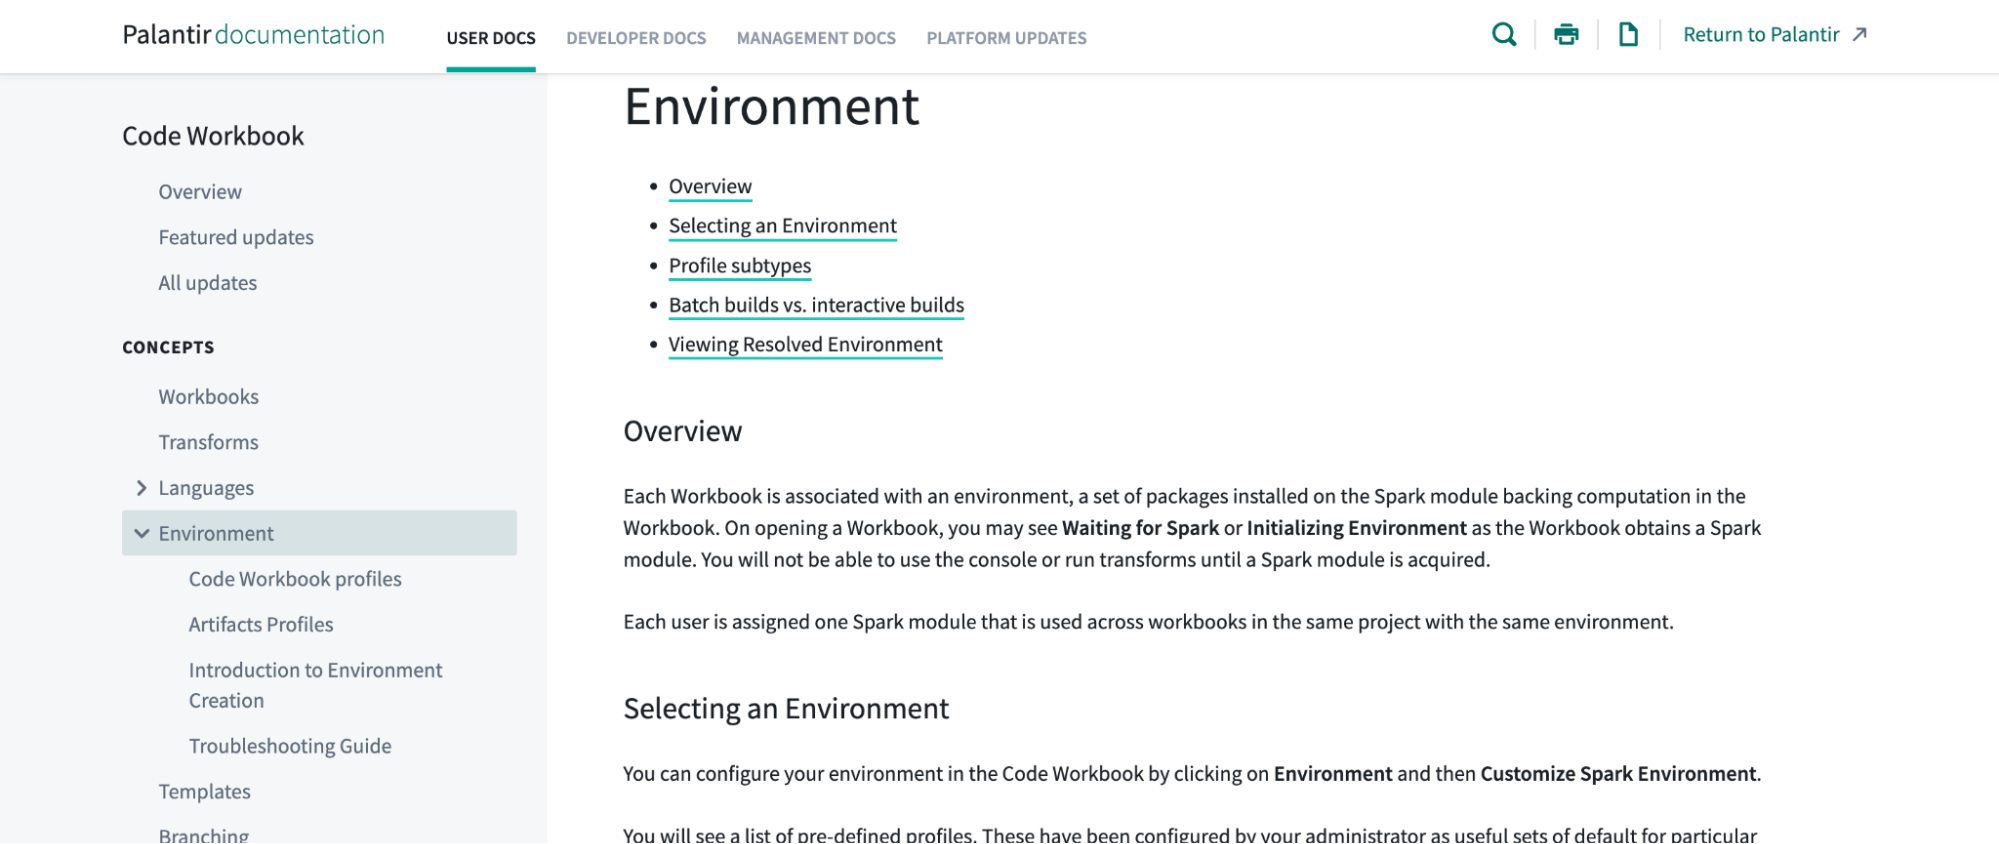 Palantir documentation
USER DOCS
DEVELOPER DOCS
MANAGEMENT DOCS
PLATFORM UPDATES
Return to Palantir
Code Workbook
Overview
Featured updates
All updates
CONCEPTS
Workbooks
Transforms
Languages
Environment
Code Workbook profiles
Artifacts Profiles
Introduction to Environment
Creation
Troubleshooting Guide
Templates
Branching
Environment
Overview
Selecting an Environment
Profile subtypes
Batch builds vs. interactive builds
Viewing Resolved Environment
Overview
Each Workbook is associated with an environment, a set of packages installed on the Spark module backing computation in the
Workbook. On opening a Workbook, you may see Waiting for Spark or Initializing Environment as the Workbook obtains a Spark
module. You will not be able to use the console or run transforms until a Spark module is acquired.
Each user is assigned one Spark module that is used across workbooks in the same project with the same environment.
Selecting an Environment
You can configure your environment in the Code Workbook by clicking on Environment and then Customize Spark Environment.
You will see a list of pre-defined profiles. These have been configured by your administrator as useful sets of default for particular